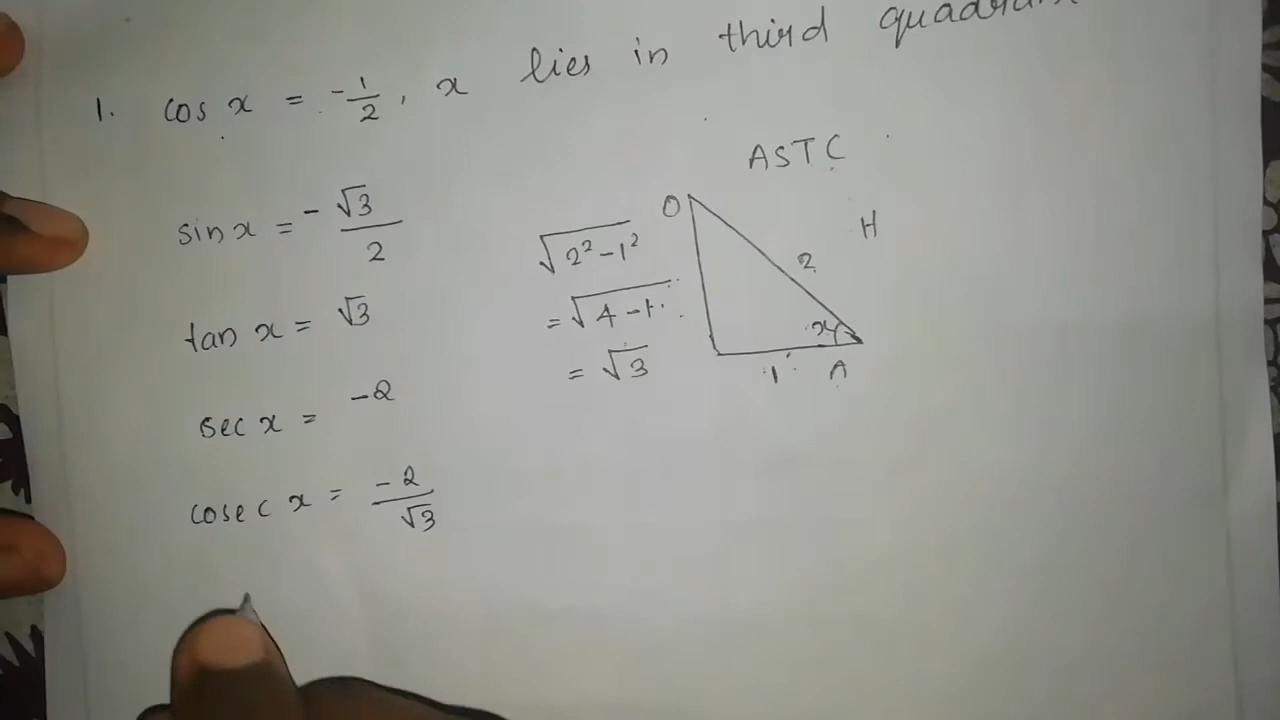 1. cos x = -1/2, x lies in third quadrant
ASTC
sin x = -√3/2
tan x = √3
sec x = -2
cosec x = -2/√3
√2²-1²
= √4-1
= √3
O
H
2
x
1
A